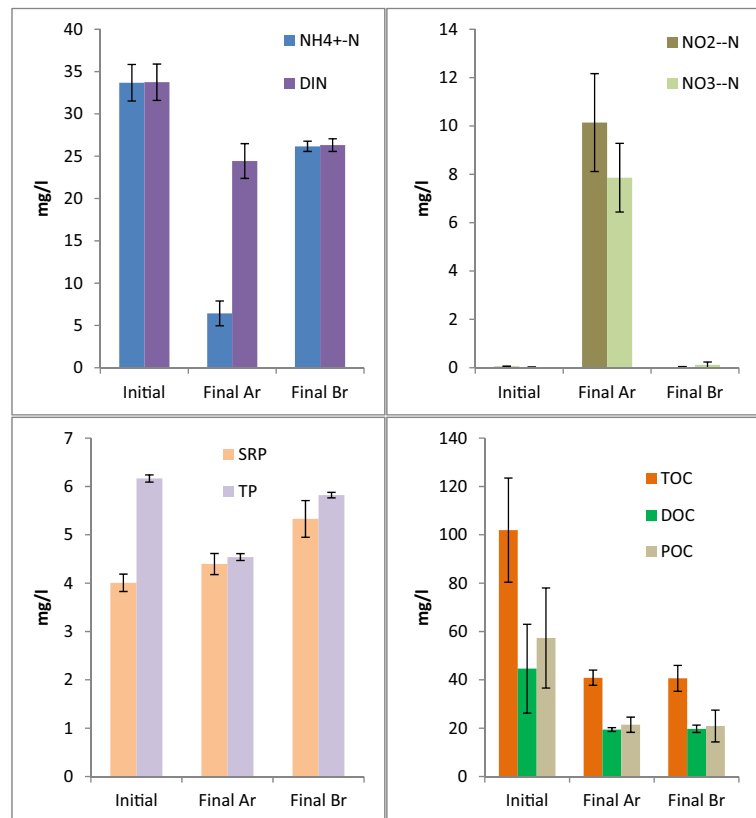 40
35
30
25
20
15
10
5
0
mg/l
NH4+-N
DIN
Initial Final Ar Final Br
14
12
10
8
6
4
2
0
mg/l
NO2--N
NO3--N
Initial Final Ar Final Br
7
6
5
4
3
2
1
0
mg/l
SRP
TP
Initial Final Ar Final Br
140
120
100
80
60
40
20
0
mg/l
TOC
DOC
POC
Initial Final Ar Final Br